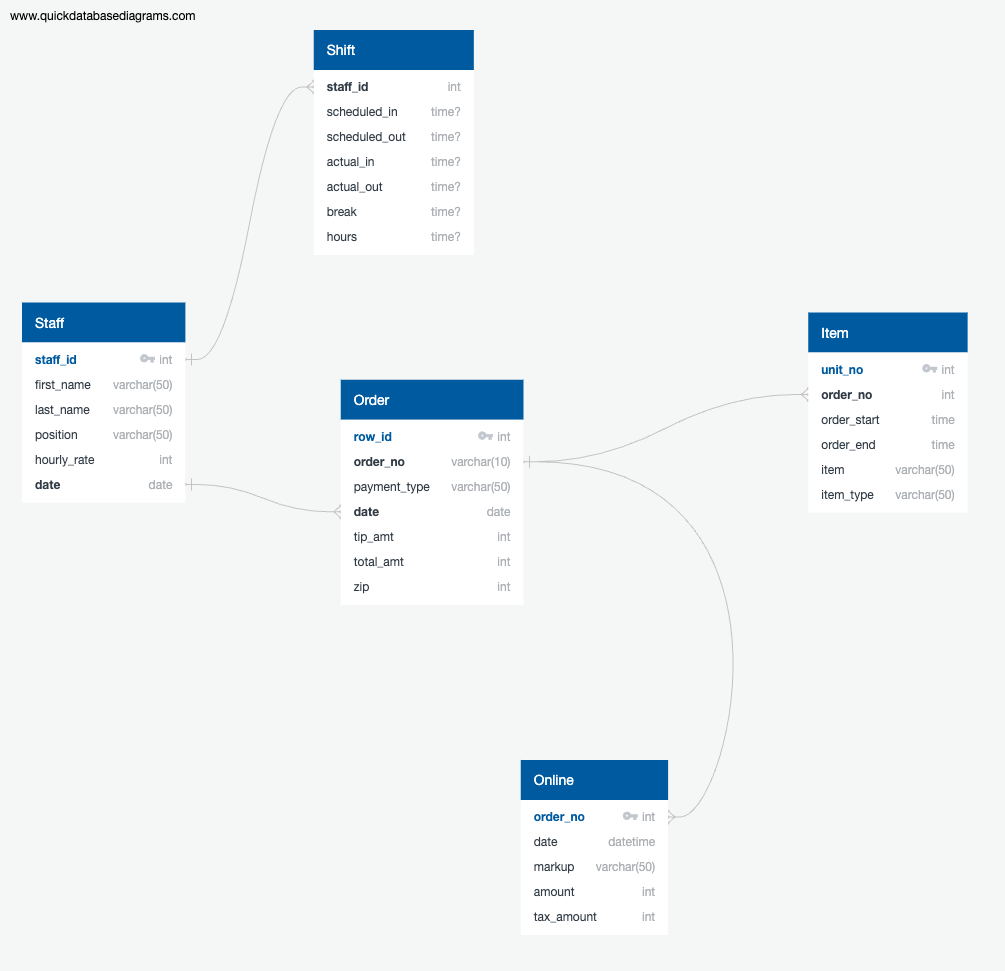 www.quickdatabasediagrams.com
Shift
staff_id int
scheduled_in time?
scheduled_out time?
actual_in time?
actual_out time?
break time?
hours time?
Staff
staff_id int
first_name varchar(50)
last_name varchar(50)
position varchar(50)
hourly_rate int
date date
Order
row_id int
order_no varchar(10)
payment_type varchar(50)
date date
tip_amt int
total_amt int
zip int
Item
unit_no int
order_no int
order_start time
order_end time
item varchar(50)
item_type varchar(50)
Online
order_no int
date datetime
markup varchar(50)
amount int
tax_amount int